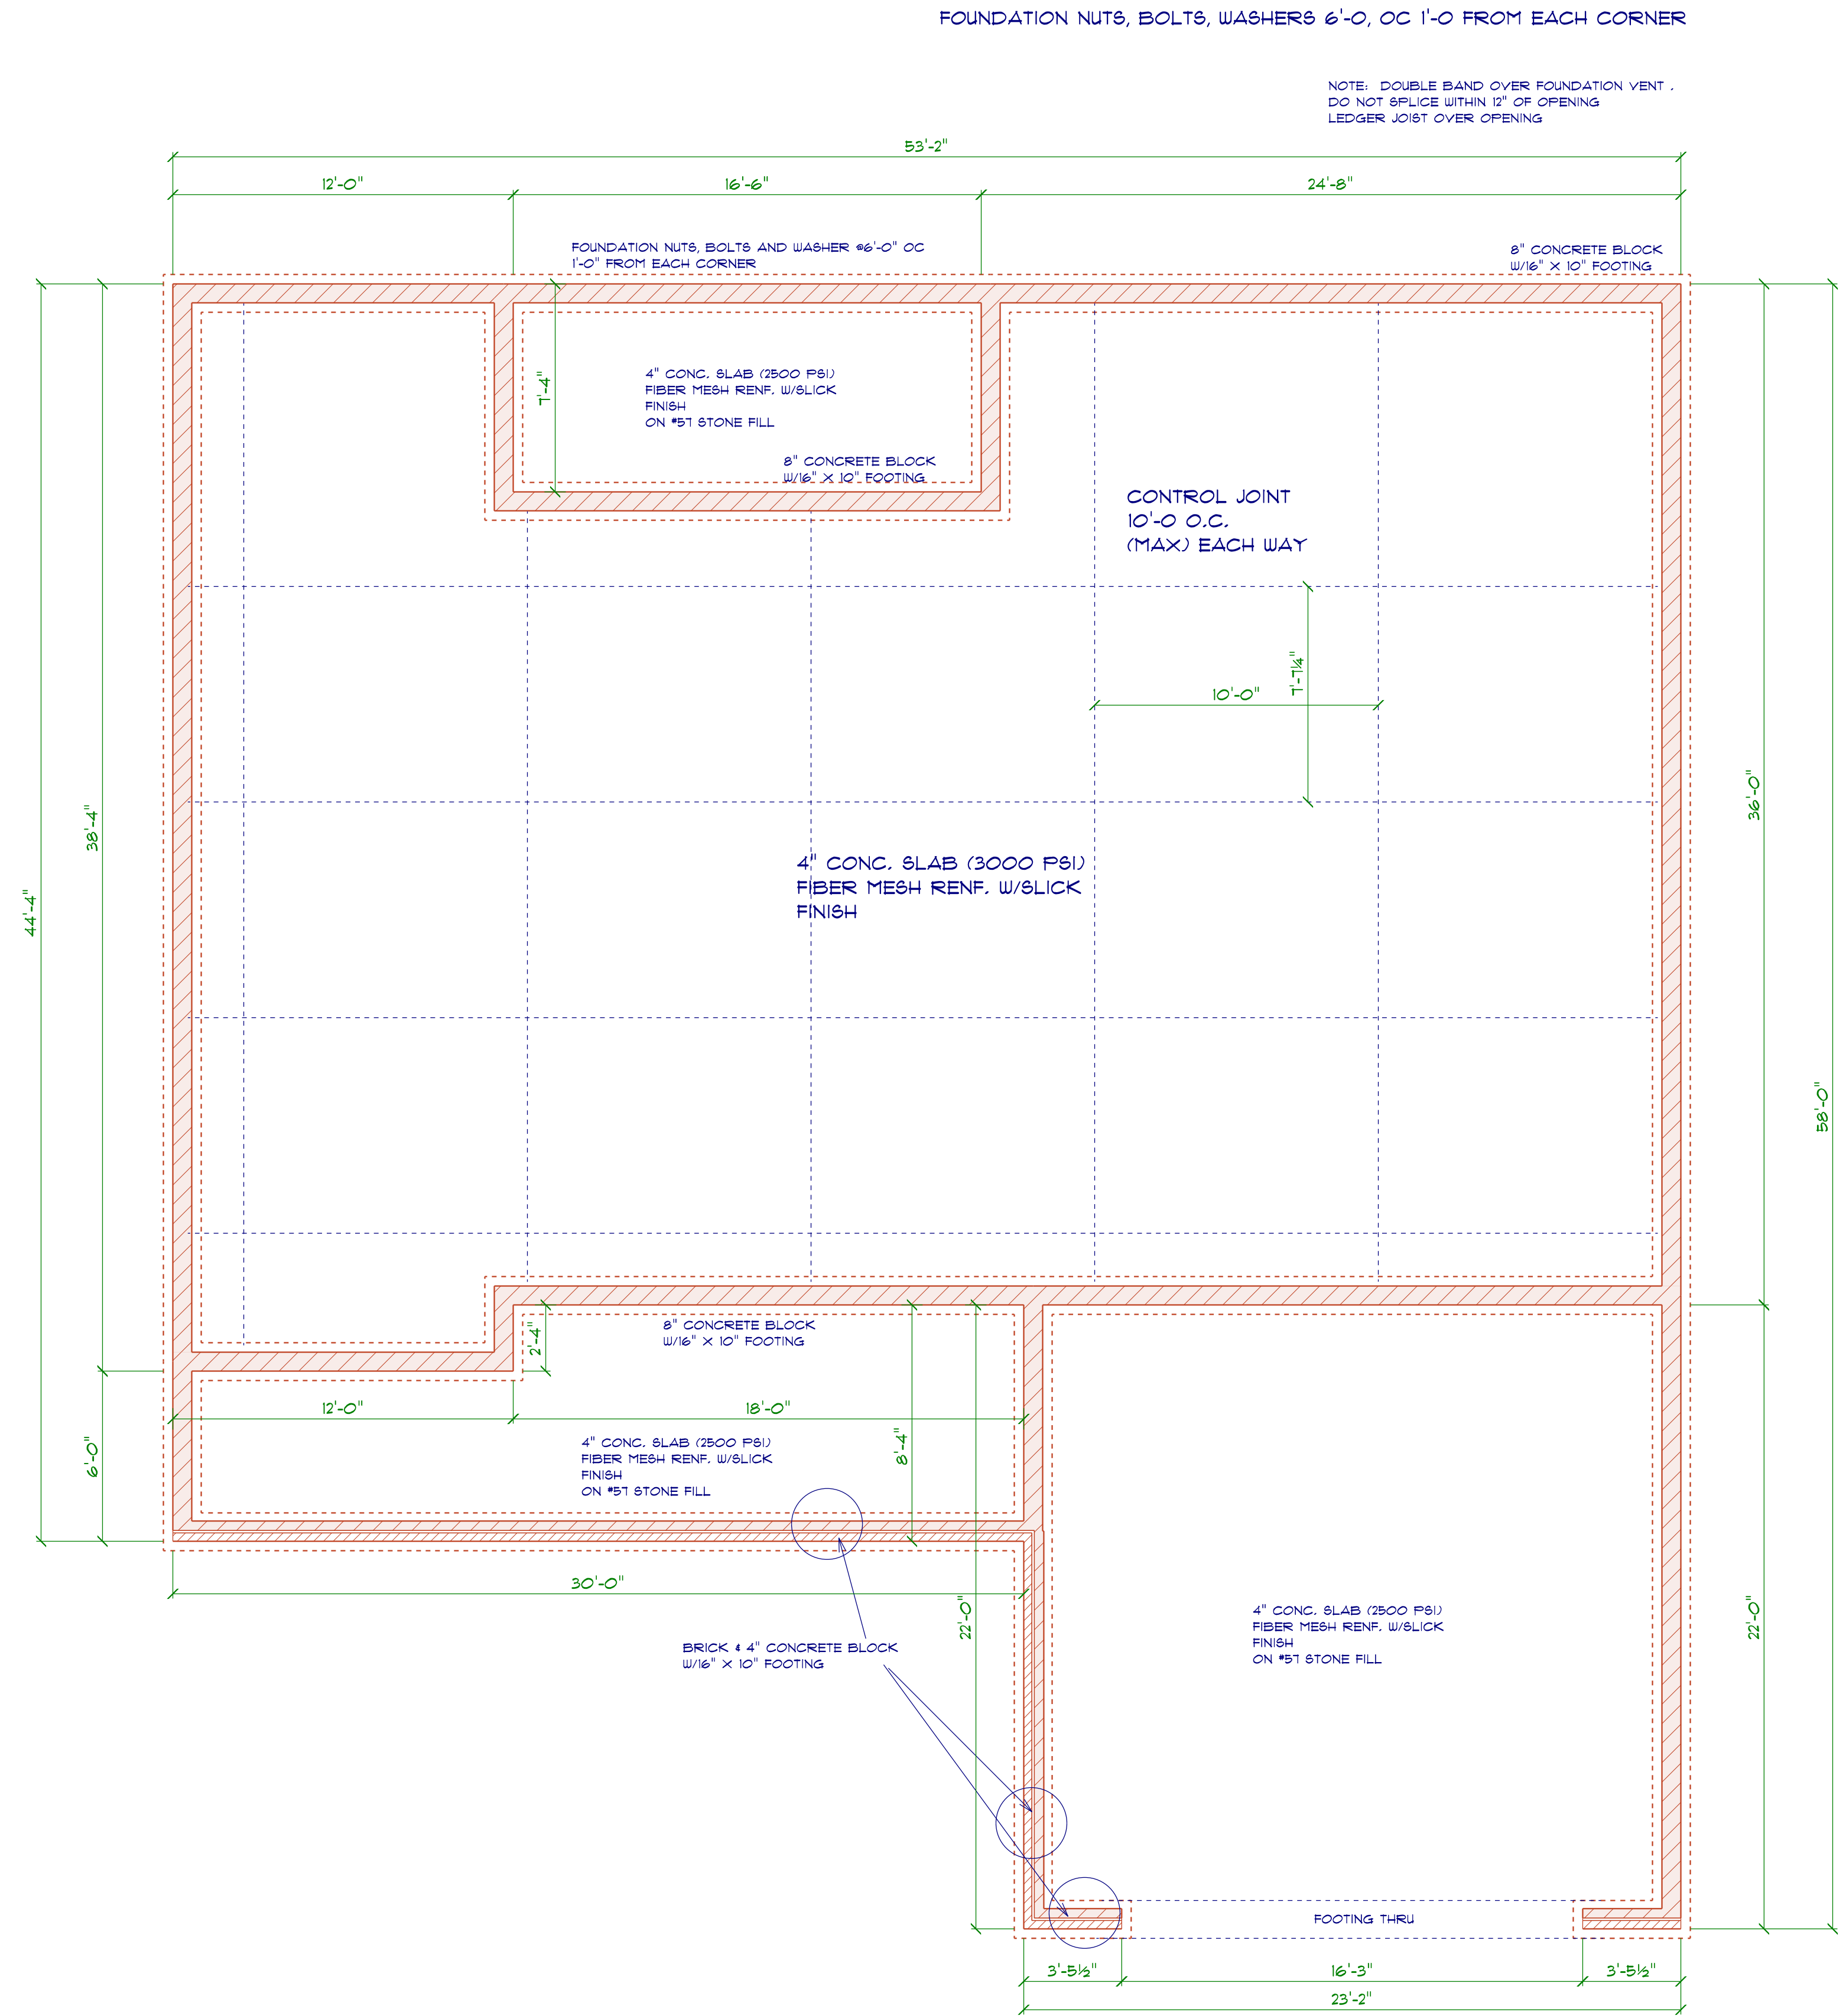 FOUNDATION NUTS, BOLTS, WASHERS 6'-0, OC 1'-0 FROM EACH CORNER
NOTE: DOUBLE BAND OVER FOUNDATION VENT .
DO NOT SPLICE WITHIN 12" OF OPENING
LEDGER JOIST OVER OPENING
53'-2"
12'-0"
16'-6"
24'-8"
FOUNDATION NUTS, BOLTS AND WASHER @6'-0" OC
1'-0" FROM EACH CORNER
8" CONCRETE BLOCK
W/16" X 10" FOOTING
7'-4"
4" CONC. SLAB (2500 PSI)
FIBER MESH RENF. W/SLICK
FINISH
ON #57 STONE FILL
8" CONCRETE BLOCK
W/16" X 10" FOOTING
CONTROL JOINT
10'-0 O.C.
(MAX) EACH WAY
7'-7¼"
10'-0"
38'-4"
44'-4"
36'-0"
58'-0"
4" CONC. SLAB (3000 PSI)
FIBER MESH RENF. W/SLICK
FINISH
2'-4"
8" CONCRETE BLOCK
W/16" X 10" FOOTING
12'-0"
18'-0"
8'-4"
6'-0"
4" CONC. SLAB (2500 PSI)
FIBER MESH RENF. W/SLICK
FINISH
ON #57 STONE FILL
30'-0"
22'-0"
22'-0"
BRICK & 4" CONCRETE BLOCK
W/16" X 10" FOOTING
4" CONC. SLAB (2500 PSI)
FIBER MESH RENF. W/SLICK
FINISH
ON #57 STONE FILL
FOOTING THRU
3'-5½"
16'-3"
3'-5½"
23'-2"